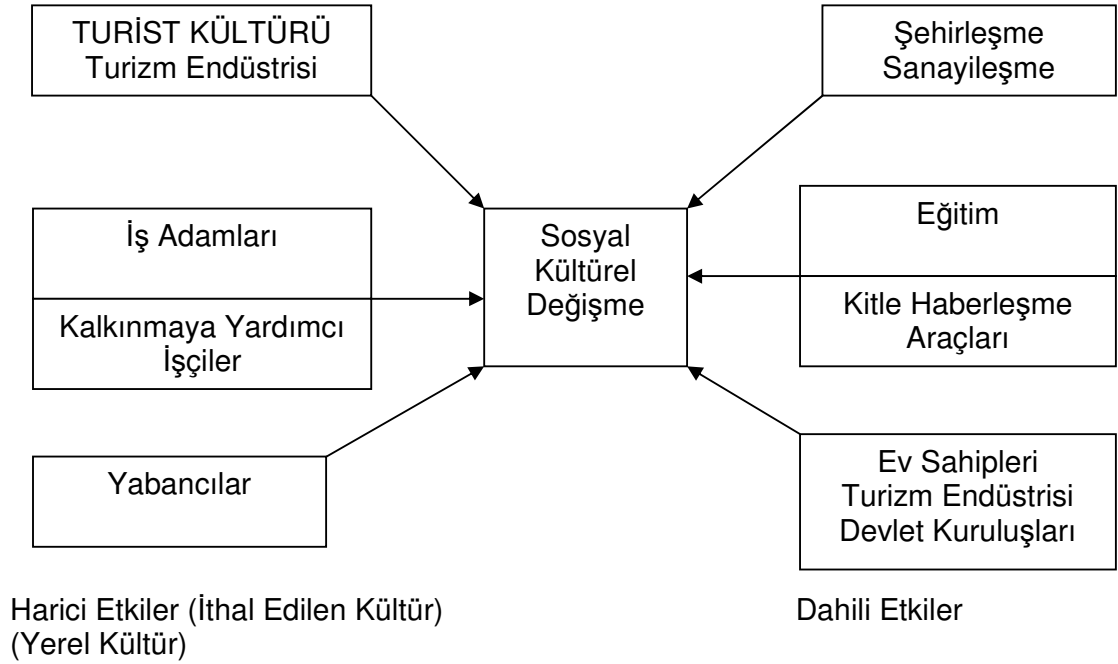 TURİST KÜLTÜRÜ
Turizm Endüstrisi
Şehirleşme
Sanayileşme
İş Adamları
Kalkınmaya Yardımcı
İşçiler
Sosyal
Kültürel
Değişme
Eğitim
Kitle Haberleşme
Araçları
Yabancılar
Ev Sahipleri
Turizm Endüstrisi
Devlet Kuruluşları
Harici Etkiler (İthal Edilen Kültür)
(Yerel Kültür)
Dahili Etkiler